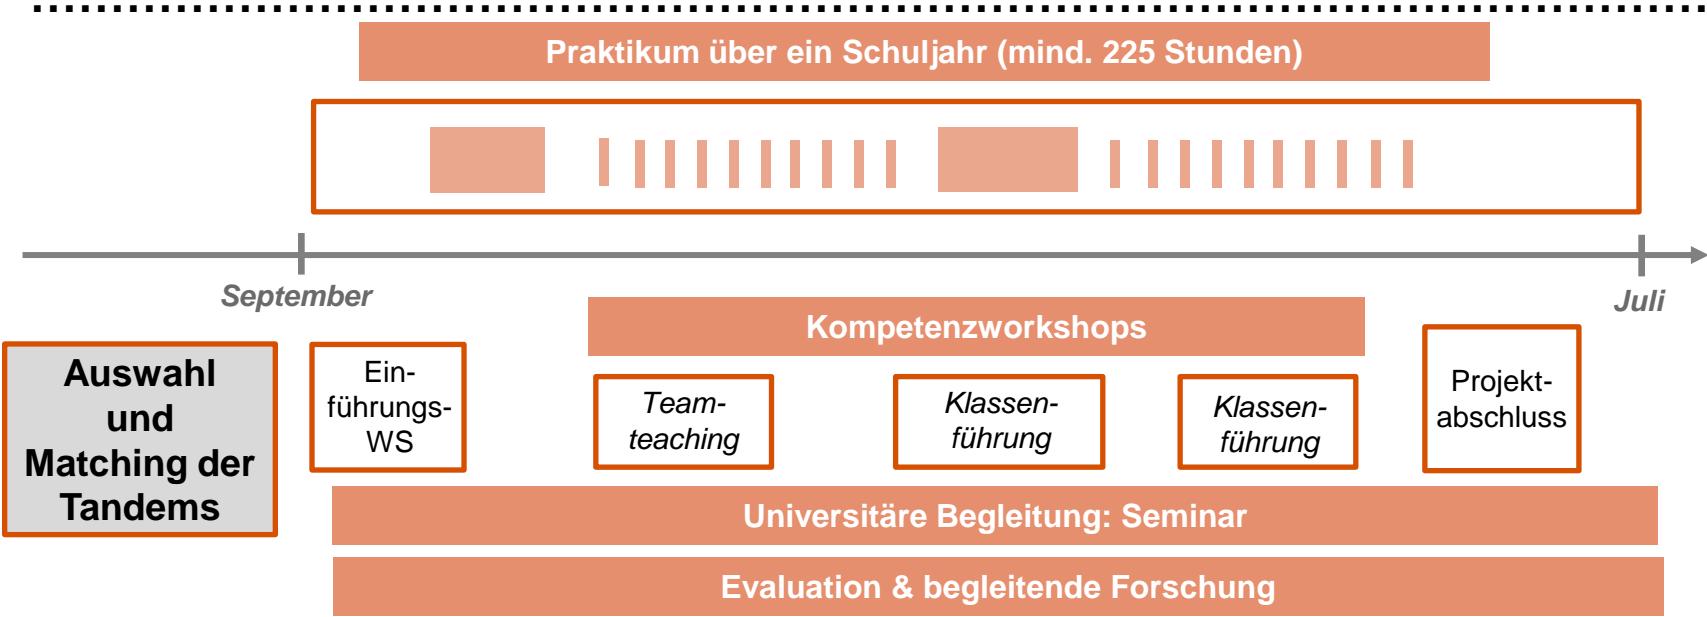 Praktikum über ein Schuljahr (mind. 225 Stunden)
September
Juli
Auswahl
und
Matching der
Tandems
Ein-
führungs-
WS
Kompetenzworkshops
Team-
teaching
Klassen-
führung
Klassen-
führung
Projekt-
abschluss
Universitäre Begleitung: Seminar
Evaluation & begleitende Forschung